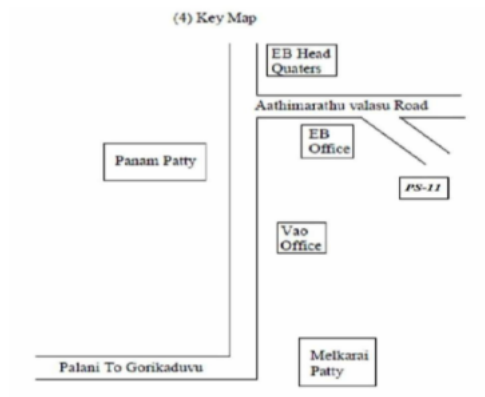 (4) Key Map
EB Head
Quaters
Aathimarathu valasu Road
EB
Office
Panam Patty
PS-11
Vao
Office
Melkarai
Patty
Palani To Gorikaduvu